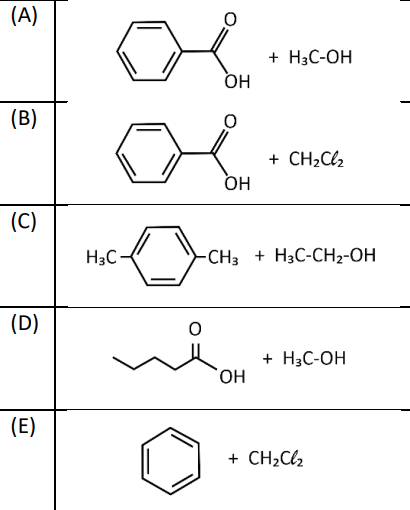 (A)
O
OH
+ H₃C-OH
(B)
O
OH
+ CH₂Cℓ₂
(C)
H₃C
CH₃ + H₃C-CH₂-OH
(D)
O
OH
+ H₃C-OH
(E)
+ CH₂Cℓ₂